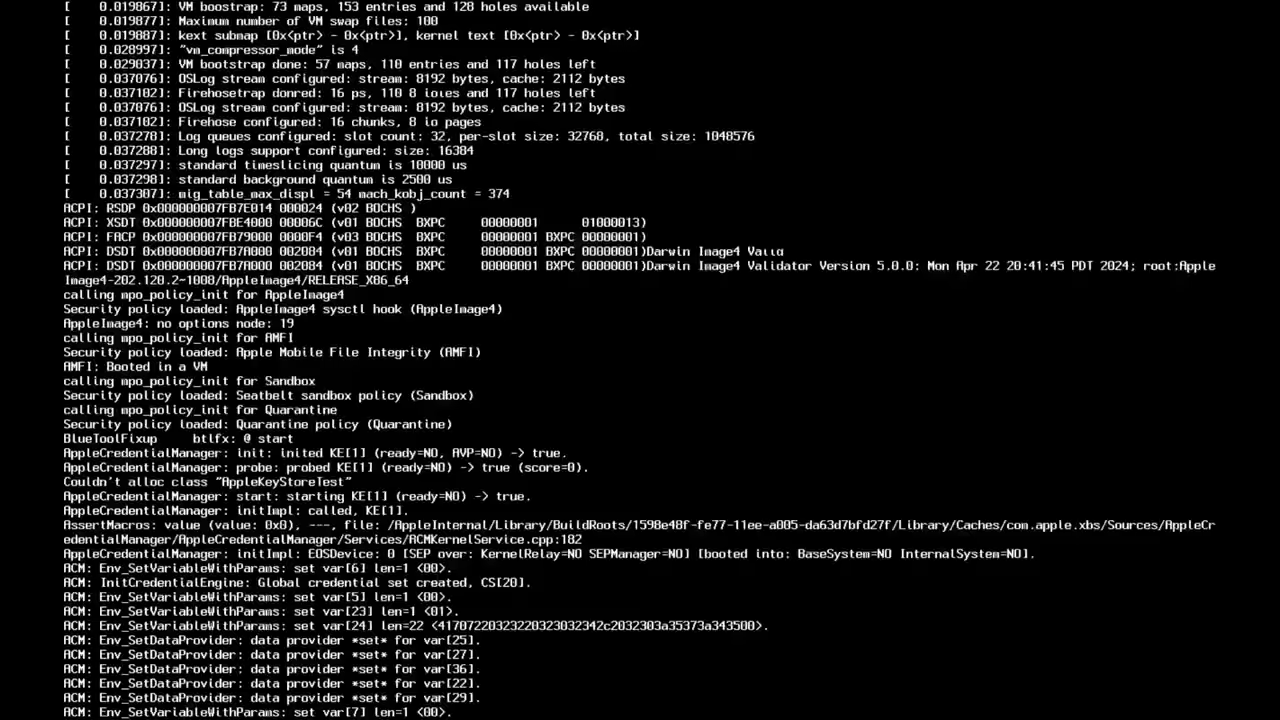 [    0.019867]: VM boostrap: 73 maps, 153 entries and 128 holes available
[    0.019877]: Maximum number of VM swap files: 100
[    0.019887]: kext submap [0x<ptr> - 0x<ptr>], kernel text [0x<ptr> - 0x<ptr>]
[    0.028997]: "vm_compressor_mode" is 4
[    0.029037]: VM bootstrap done: 57 maps, 110 entries and 117 holes left
[    0.037076]: OSLog stream configured: stream: 8192 bytes, cache: 2112 bytes
[    0.037102]: Firehosetrap donred: 16 ps, 110 8 and 117 holes left
[    0.037076]: OSLog stream configured: stream: 8192 bytes, cache: 2112 bytes
[    0.037102]: Firehose configured: 16 chunks, 8 io pages
[    0.037278]: Log queues configured: slot count: 32, per-slot size: 32768, total size: 1048576
[    0.037288]: Long logs support configured: size: 16384
[    0.037297]: standard timeslicing quantum is 10000 us
[    0.037298]: standard background quantum is 2500 us
[    0.037307]: mig_table_max_displ = 54 mach_kobj_count = 374
ACPI: RSDP 0x000000007FB7E014 000024 (v02 BOCHS )
ACPI: XSDT 0x000000007FBE4000 00006C (v01 BOCHS  BXPC     00000001      01000013)
ACPI: FACP 0x000000007FB79000 0000F4 (v03 BOCHS  BXPC     00000001 BXPC 00000001)
ACPI: DSDT 0x000000007FB7A000 002084 (v01 BOCHS  BXPC     00000001 BXPC 00000001)Darwin Image4
ACPI: DSDT 0x000000007FB7A000 002084 (v01 BOCHS  BXPC     00000001 BXPC 00000001)Darwin Image4 Validator Version 5.0.0: Mon Apr 22 20:41:45 PDT 2024; root:Apple
Image4-202.120.2~1008/AppleImage4/RELEASE_X86_64
calling mpo_policy_init for AppleImage4
Security policy loaded: AppleImage4 sysctl hook (AppleImage4)
AppleImage4: no options node: 19
calling mpo_policy_init for AMFI
Security policy loaded: Apple Mobile File Integrity (AMFI)
AMFI: Booted in a VM
calling mpo_policy_init for Sandbox
Security policy loaded: Seatbelt sandbox policy (Sandbox)
calling mpo_policy_init for Quarantine
Security policy loaded: Quarantine policy (Quarantine)
BlueToolFixup     btlfx: @ start
AppleCredentialManager: init: inited KE[1] (ready=NO, AVP=NO) -> true.
AppleCredentialManager: probe: probed KE[1] (ready=NO) -> true (score=0).
Couldn't alloc class "AppleKeyStoreTest"
AppleCredentialManager: start: starting KE[1] (ready=NO) -> true.
AppleCredentialManager: initImpl: called, KE[1].
AssertMacros: value (value: 0x0), ---, file: /AppleInternal/Library/BuildRoots/1598e48f-fe77-11ee-a005-da63d7bfd27f/Library/Caches/com.apple.xbs/Sources/AppleCr
edentialManager/AppleCredentialManager/Services/ACMKernelService.cpp:182
AppleCredentialManager: initImpl: EOSDevice: 0 [SEP over: KernelRelay=NO SEPManager=NO] [booted into: BaseSystem=NO InternalSystem=NO].
ACM: Env_SetVariableWithParams: set var[6] len=1 <00>.
ACM: InitCredentialEngine: Global credential set created, CS[20].
ACM: Env_SetVariableWithParams: set var[5] len=1 <00>.
ACM: Env_SetVariableWithParams: set var[23] len=1 <01>.
ACM: Env_SetVariableWithParams: set var[24] len=22 <41707220323220323032342c2032303a35373a343500>.
ACM: Env_SetDataProvider: data provider *set* for var[25].
ACM: Env_SetDataProvider: data provider *set* for var[27].
ACM: Env_SetDataProvider: data provider *set* for var[36].
ACM: Env_SetDataProvider: data provider *set* for var[22].
ACM: Env_SetDataProvider: data provider *set* for var[29].
ACM: Env_SetVariableWithParams: set var[7] len=1 <00>.